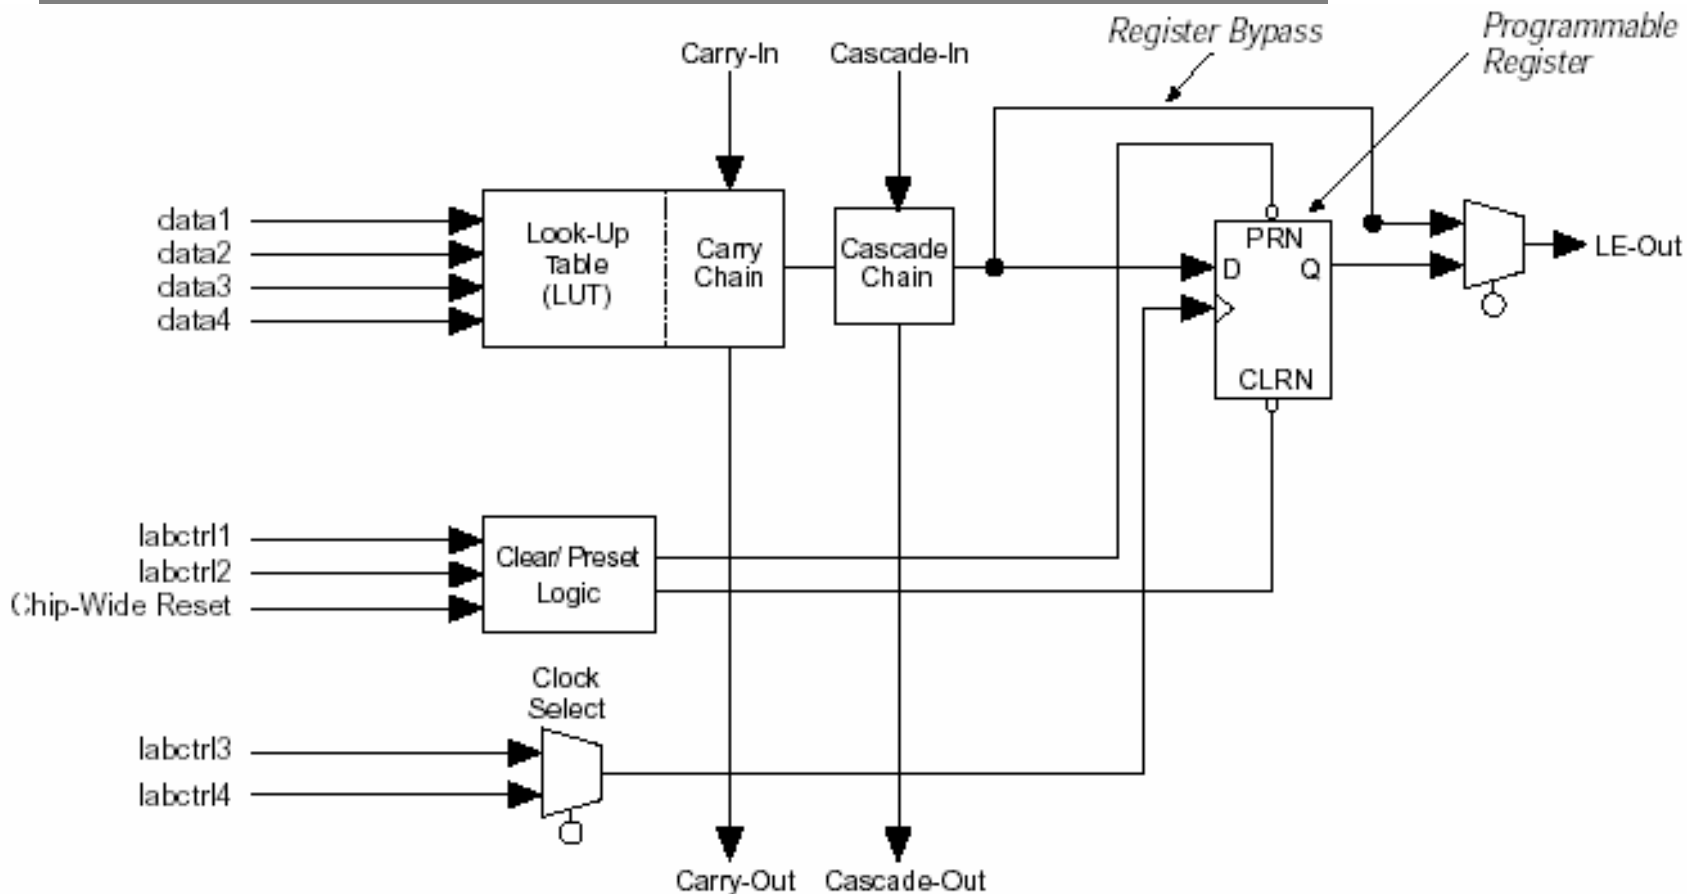 Register Bypass
Programmable
Register
Carry-In
Cascade-In
data1
data2
data3
data4
Look-Up
Table
(LUT)
Carry
Chain
Cascade
Chain
PRN
D
Q
CLRN
LE-Out
labctrl1
labctrl2
Chip-Wide Reset
Clear/ Preset
Logic
Clock
Select
labctrl3
labctrl4
Carry-Out
Cascade-Out